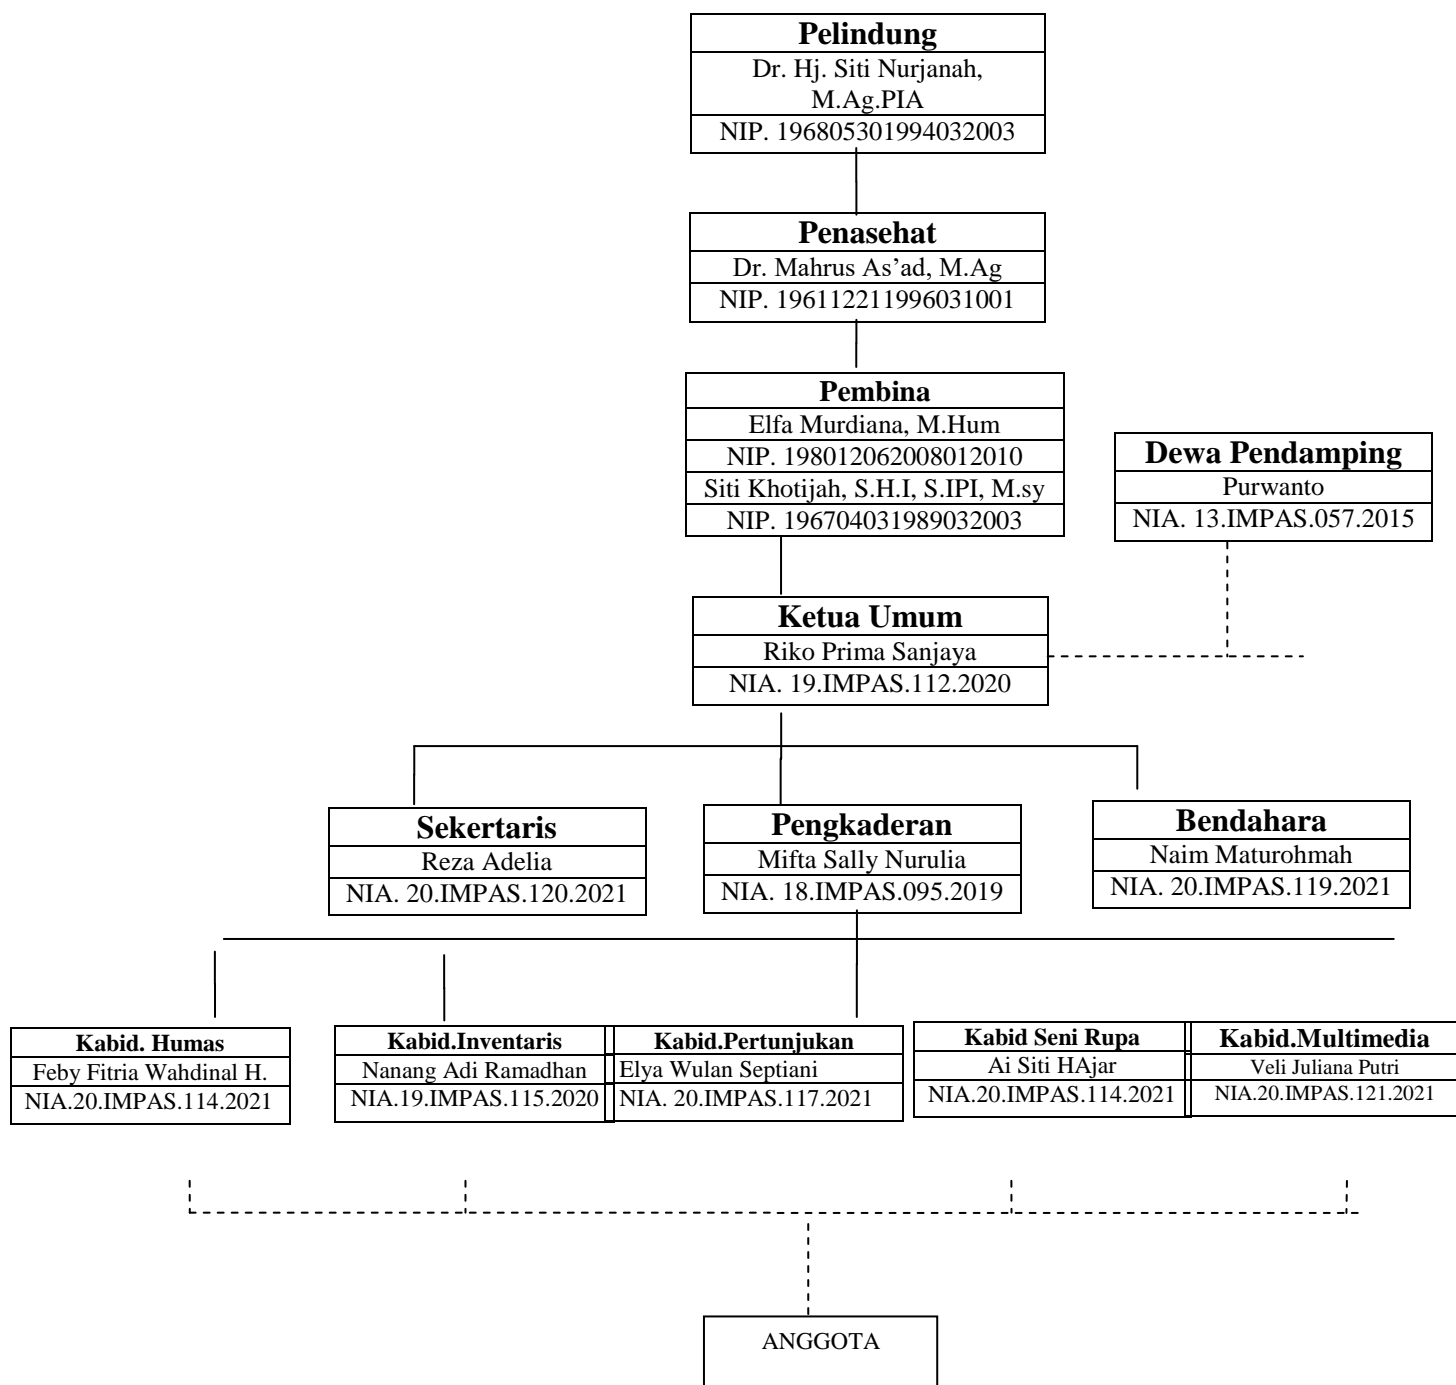 Pelindung
Dr. Hj. Siti Nurjanah,
M.Ag.PIA
NIP. 196805301994032003
Penasehat
Dr. Mahrus As’ad, M.Ag
NIP. 196112211996031001
Pembina
Elfa Murdiana, M.Hum
NIP. 198012062008012010
Siti Khotijah, S.H.I, S.IPI, M.sy
NIP. 196704031989032003
Dewa Pendamping
Purwanto
NIA. 13.IMPAS.057.2015
Ketua Umum
Riko Prima Sanjaya
NIA. 19.IMPAS.112.2020
Sekertaris
Reza Adelia
NIA. 20.IMPAS.120.2021
Pengkaderan
Mifta Sally Nurulia
NIA. 18.IMPAS.095.2019
Bendahara
Naim Maturohmah
NIA. 20.IMPAS.119.2021
Kabid. Humas
Feby Fitria Wahdinal H.
NIA.20.IMPAS.114.2021
Kabid.Inventaris
Nanang Adi Ramadhan
NIA.19.IMPAS.115.2020
Kabid.Pertunjukan
Elya Wulan Septiani
NIA. 20.IMPAS.117.2021
Kabid Seni Rupa
Ai Siti HAjar
NIA.20.IMPAS.114.2021
Kabid.Multimedia
Veli Juliana Putri
NIA.20.IMPAS.121.2021
ANGGOTA